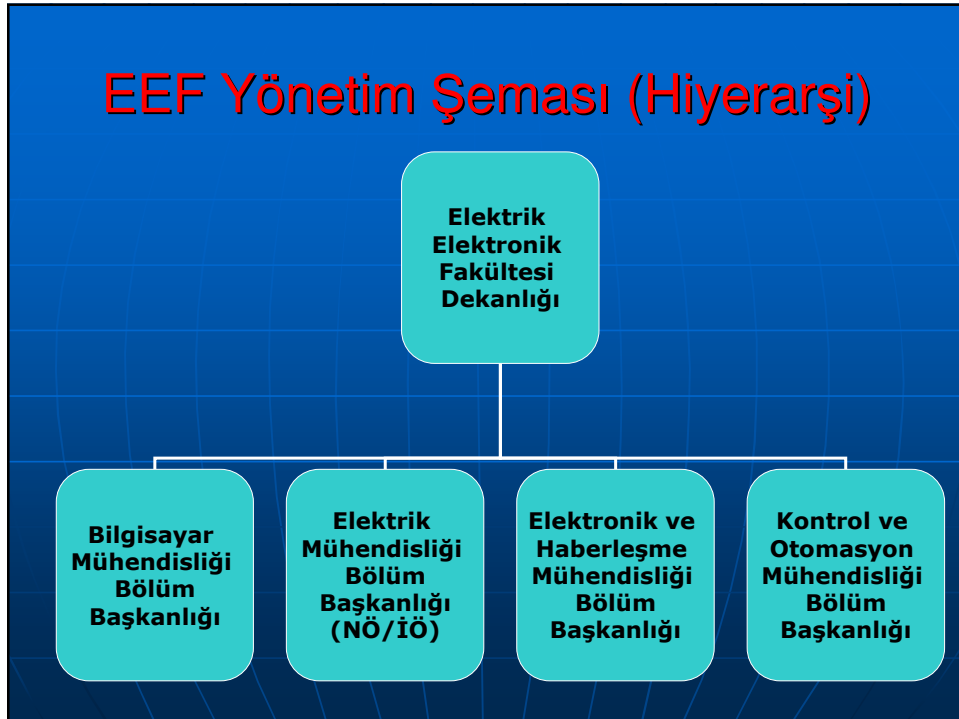 EEF Yönetim Şeması (Hiyerarşi)
Elektrik
Elektronik
Fakültesi
Dekanlığı
Bilgisayar
Mühendisliği
Bölüm
Başkanlığı
Elektrik
Mühendisliği
Bölüm
Başkanlığı
(NÖ/İÖ)
Elektronik ve
Haberleşme
Mühendisliği
Bölüm
Başkanlığı
Kontrol ve
Otomasyon
Mühendisliği
Bölüm
Başkanlığı